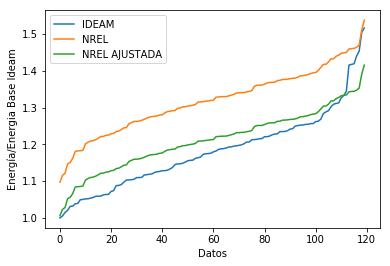 IDEAM
NREL
NREL AJUSTADA
Energía/Energia Base Ideam
1.5
1.4
1.3
1.2
1.1
1.0
0
20
40
60
80
100
120
Datos